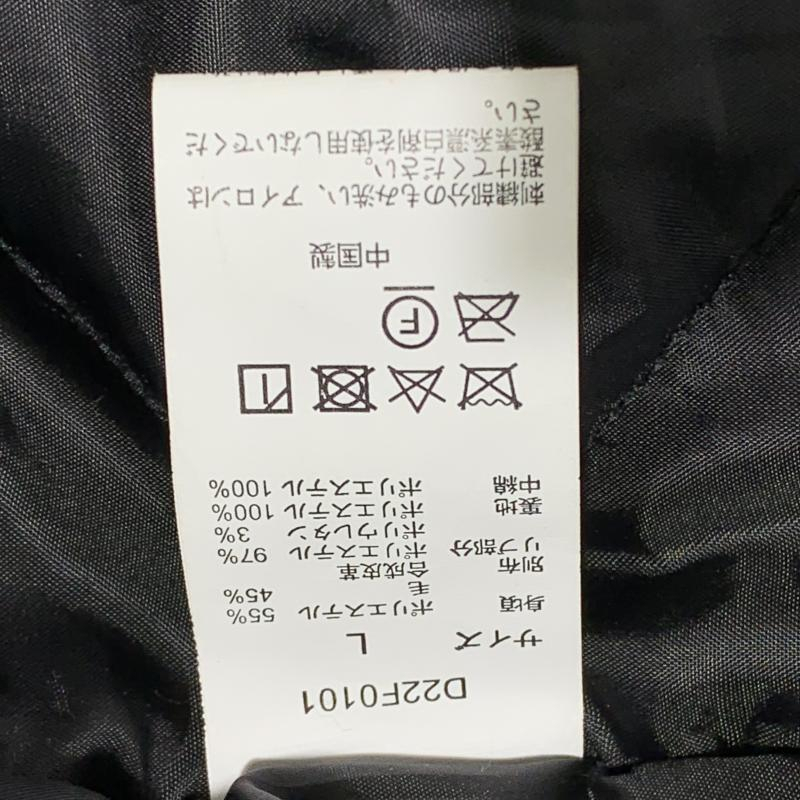 D22F0101
サイズ L
身頃 ポリエステル 55%
毛 45%
別布 合成皮革
リブ部分 ポリエステル 97%
ポリウレタン 3%
裏地 ポリエステル 100%
中綿 ポリエステル 100%
F
中国製
刺繍部分のもみ洗い、アイロンは
避けてください。
酸素系漂白剤を使用しないでくだ
さい。